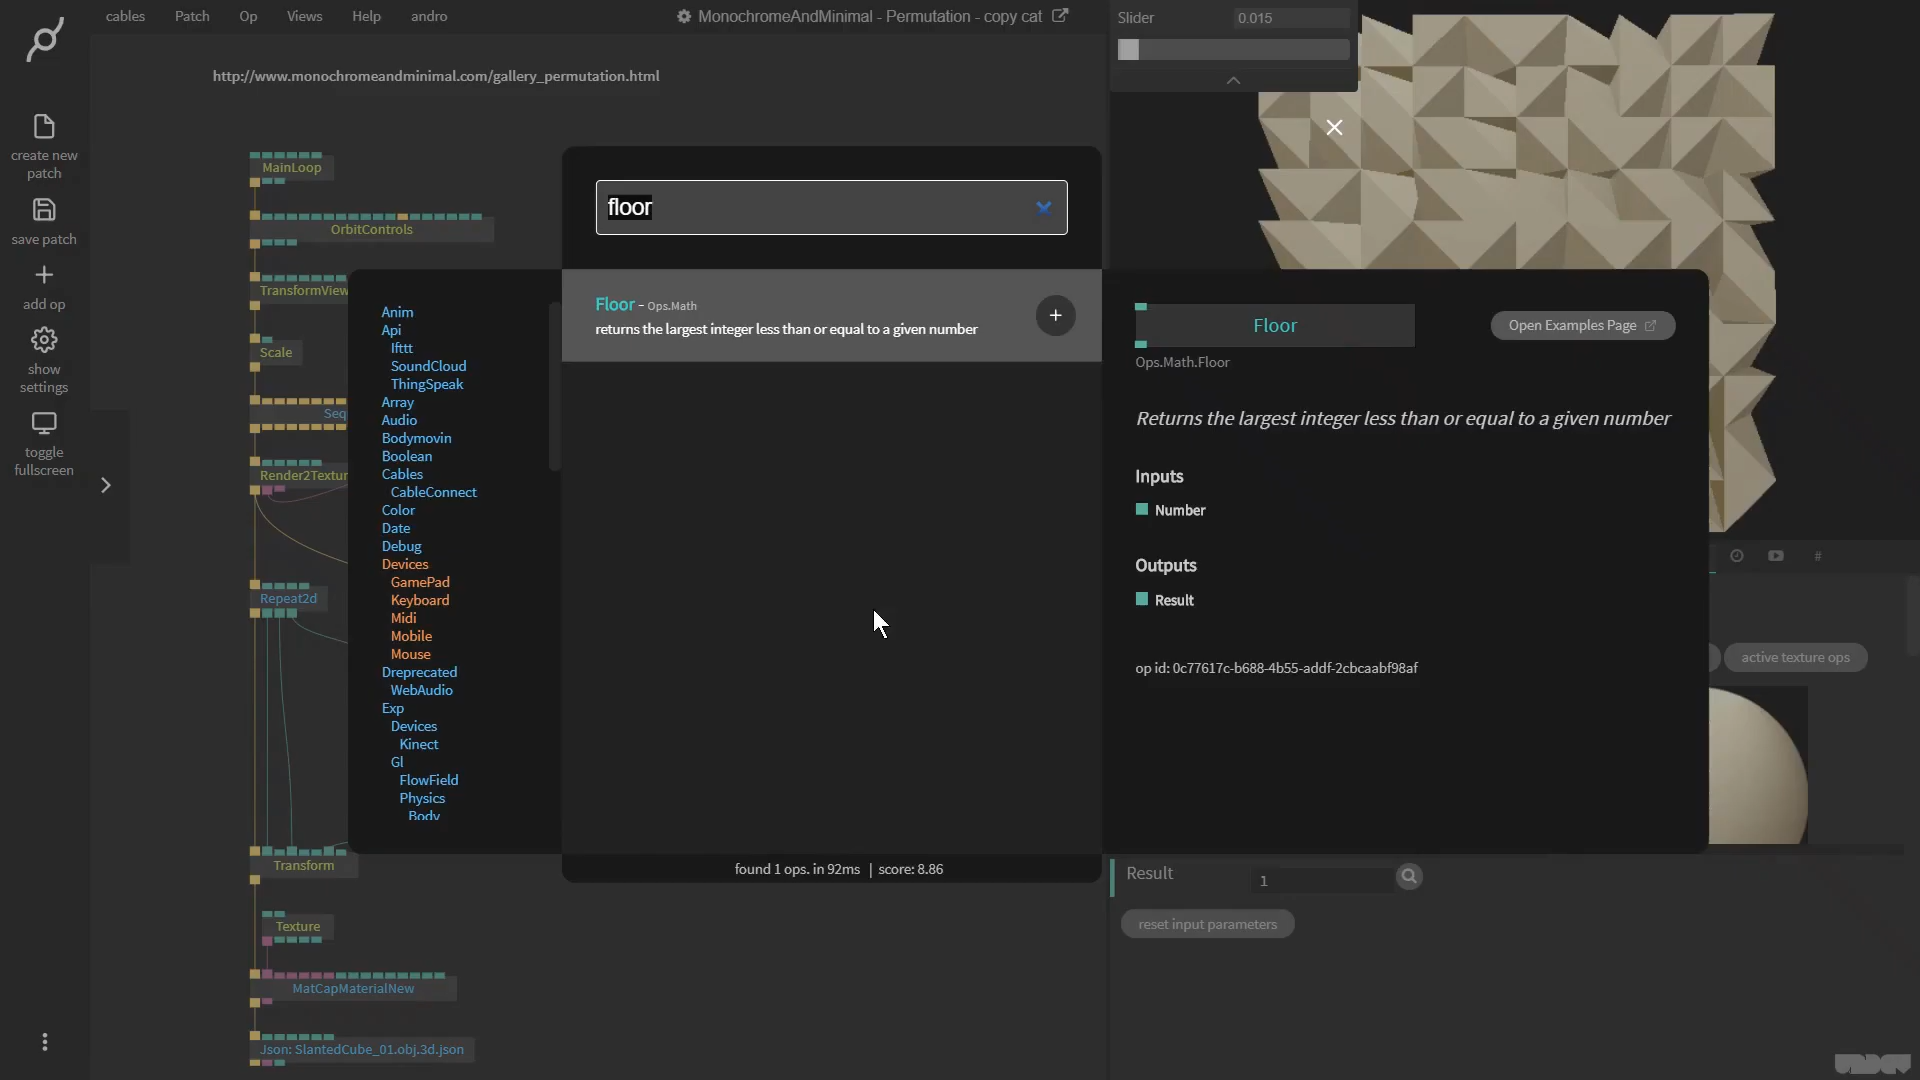 cables
Patch
Op
Views
Help
andro
MonochromeAndMinimal - Permutation - copy cat
Slider
0.015
http://www.monochromeandminimal.com/gallery_permutation.html
create new
patch
save patch
add op
show
settings
toggle
fullscreen
MainLoop
OrbitControls
TransformView
Scale
Seq
Render2Textur
Repeat2d
Transform
Texture
MatCapMaterialNew
Json: SlantedCube_01.obj.3d.json
floor
Anim
Api
Ifttt
SoundCloud
ThingSpeak
Array
Audio
Bodymovin
Boolean
Cables
CableConnect
Color
Date
Debug
Devices
GamePad
Keyboard
Midi
Mobile
Mouse
Dreprecated
WebAudio
Exp
Devices
Kinect
Gl
FlowField
Physics
Body
Floor - Ops.Math
returns the largest integer less than or equal to a given number
found 1 ops. in 92ms | score: 8.86
Floor
Open Examples Page
Ops.Math.Floor
Returns the largest integer less than or equal to a given number
Inputs
Number
Outputs
Result
op id: 0c77617c-b688-4b55-addf-2cbcaabf98af
#
active texture ops
Result
1
reset input parameters